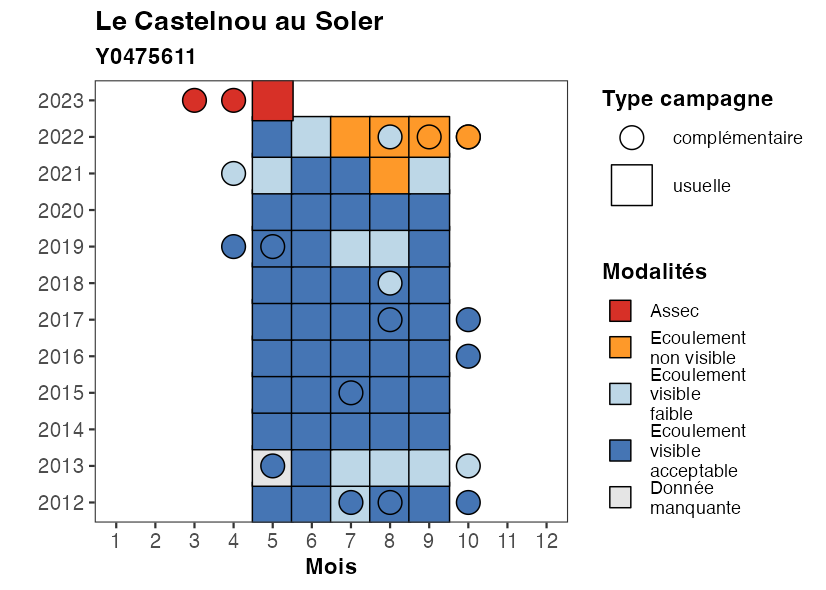 Le Castelnou au Soler
Y0475611
2023
2022
2021
2020
2019
2018
2017
2016
2015
2014
2013
2012
1 2 3 4 5 6 7 8 9 10 11 12
Mois
Type campagne
complémentaire
usuelle
Modalités
Assec
Ecoulement
non visible
Ecoulement
visible
faible
Ecoulement
visible
acceptable
Donnée
manquante